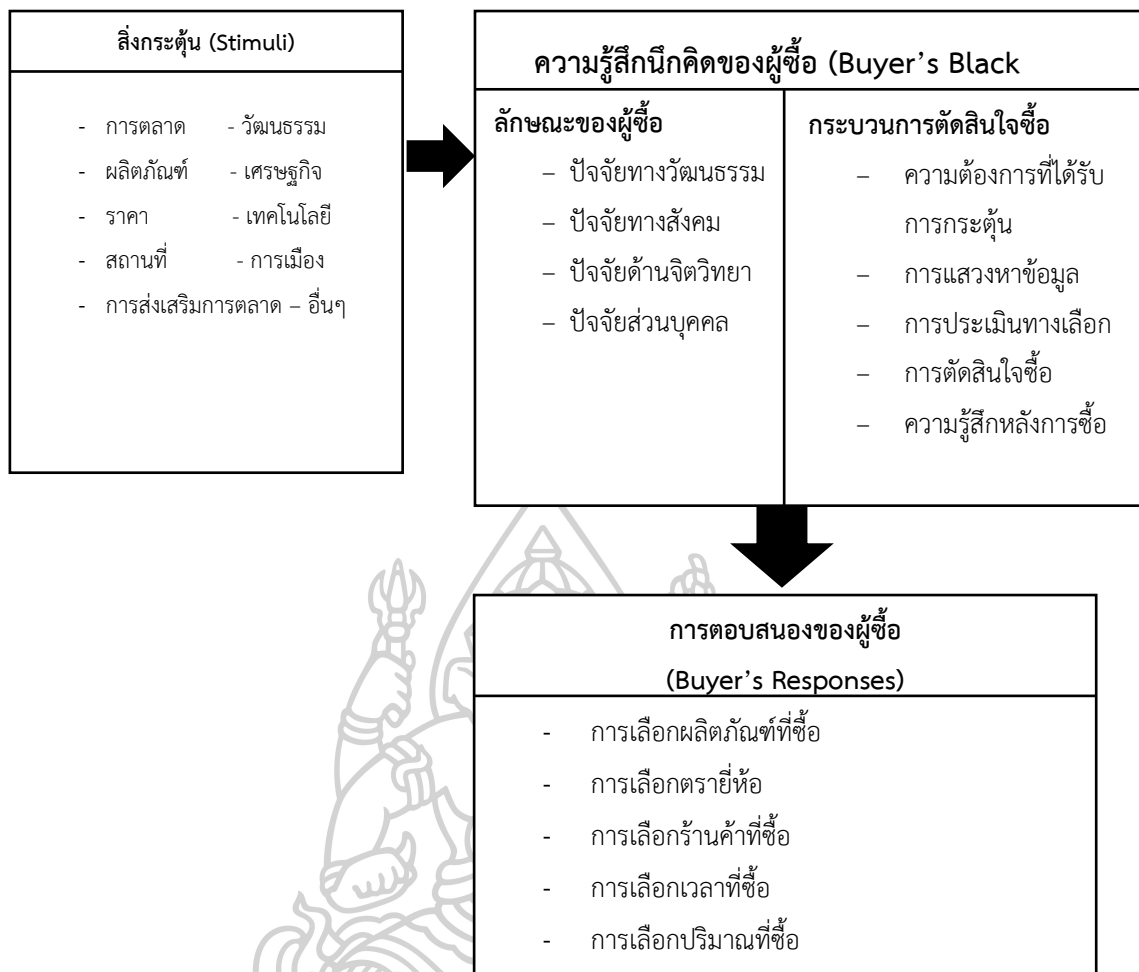 สิ่งกระตุ้น (Stimuli)
- การตลาด - วัฒนธรรม
- ผลิตภัณฑ์ - เศรษฐกิจ
- ราคา - เทคโนโลยี
- สถานที่ - การเมือง
- การส่งเสริมการตลาด – อื่นๆ
ความรู้สึกนึกคิดของผู้ซื้อ (Buyer’s Black
ลักษณะของผู้ซื้อ
– ปัจจัยทางวัฒนธรรม
– ปัจจัยทางสังคม
– ปัจจัยด้านจิตวิทยา
– ปัจจัยส่วนบุคคล
กระบวนการตัดสินใจซื้อ
– ความต้องการที่ได้รับ
การกระตุ้น
– การแสวงหาข้อมูล
– การประเมินทางเลือก
– การตัดสินใจซื้อ
– ความรู้สึกหลังการซื้อ
การตอบสนองของผู้ซื้อ
(Buyer’s Responses)
- การเลือกผลิตภัณฑ์ที่ซื้อ
- การเลือกตรายี่ห้อ
- การเลือกร้านค้าที่ซื้อ
- การเลือกเวลาที่ซื้อ
- การเลือกปริมาณที่ซื้อ